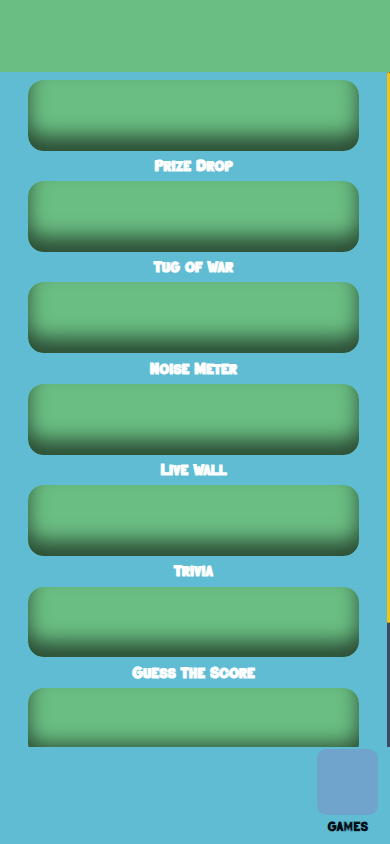 Prize Drop
Tug of War
Noise Meter
Live Wall
Trivia
Guess The Score
GAMES